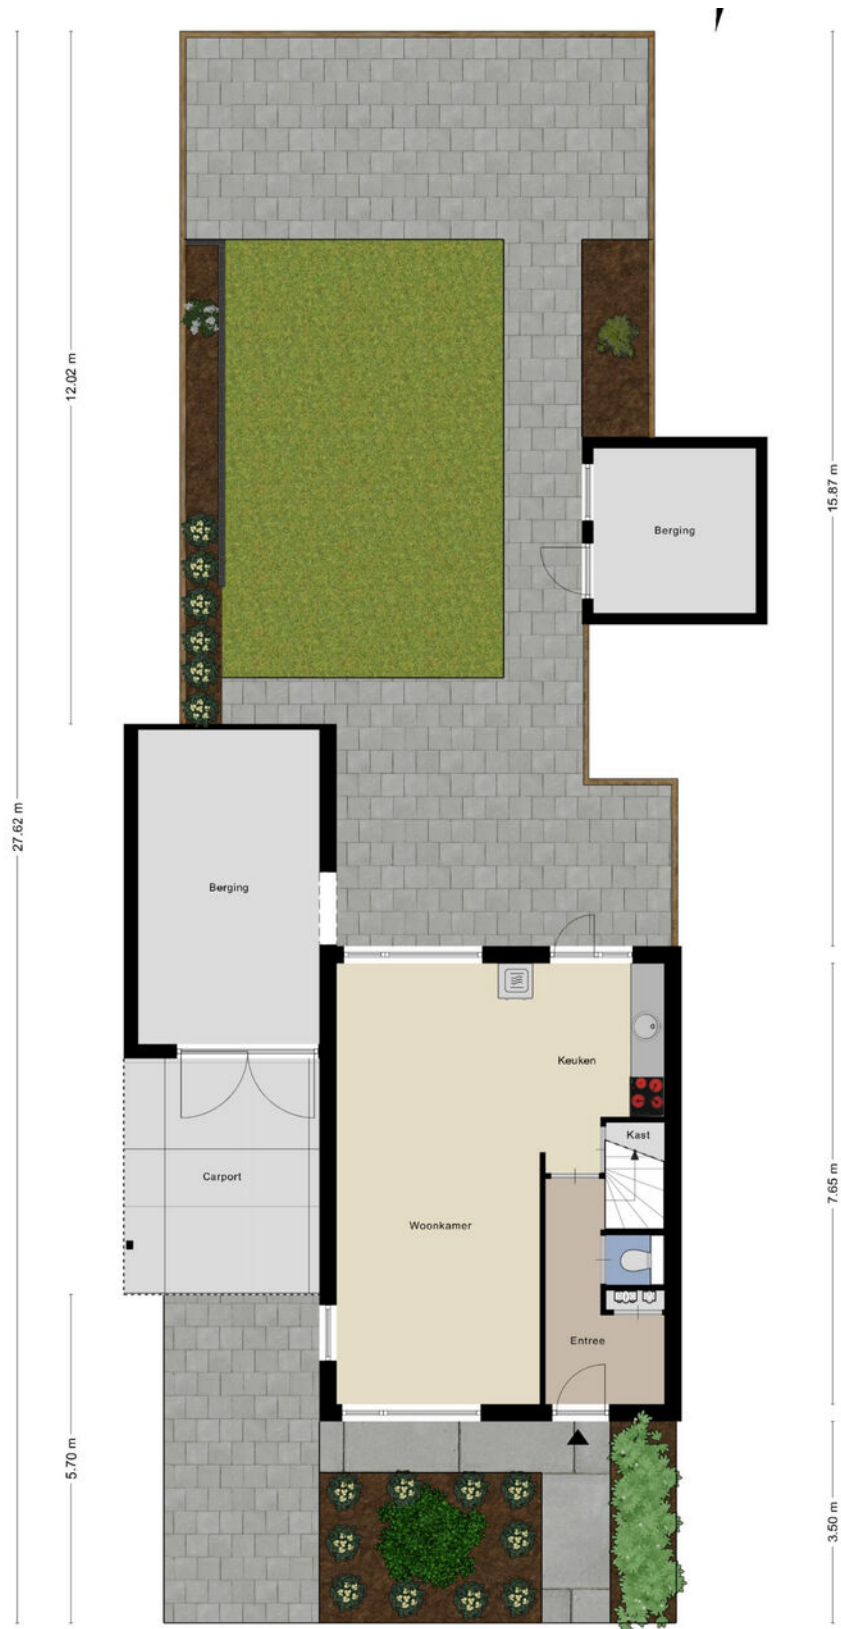 12.02 m
15.87 m
Berging
27.62 m
Berging
Keuken
Kast
Carport
7.65 m
Woonkamer
Entree
5.70 m
3.50 m